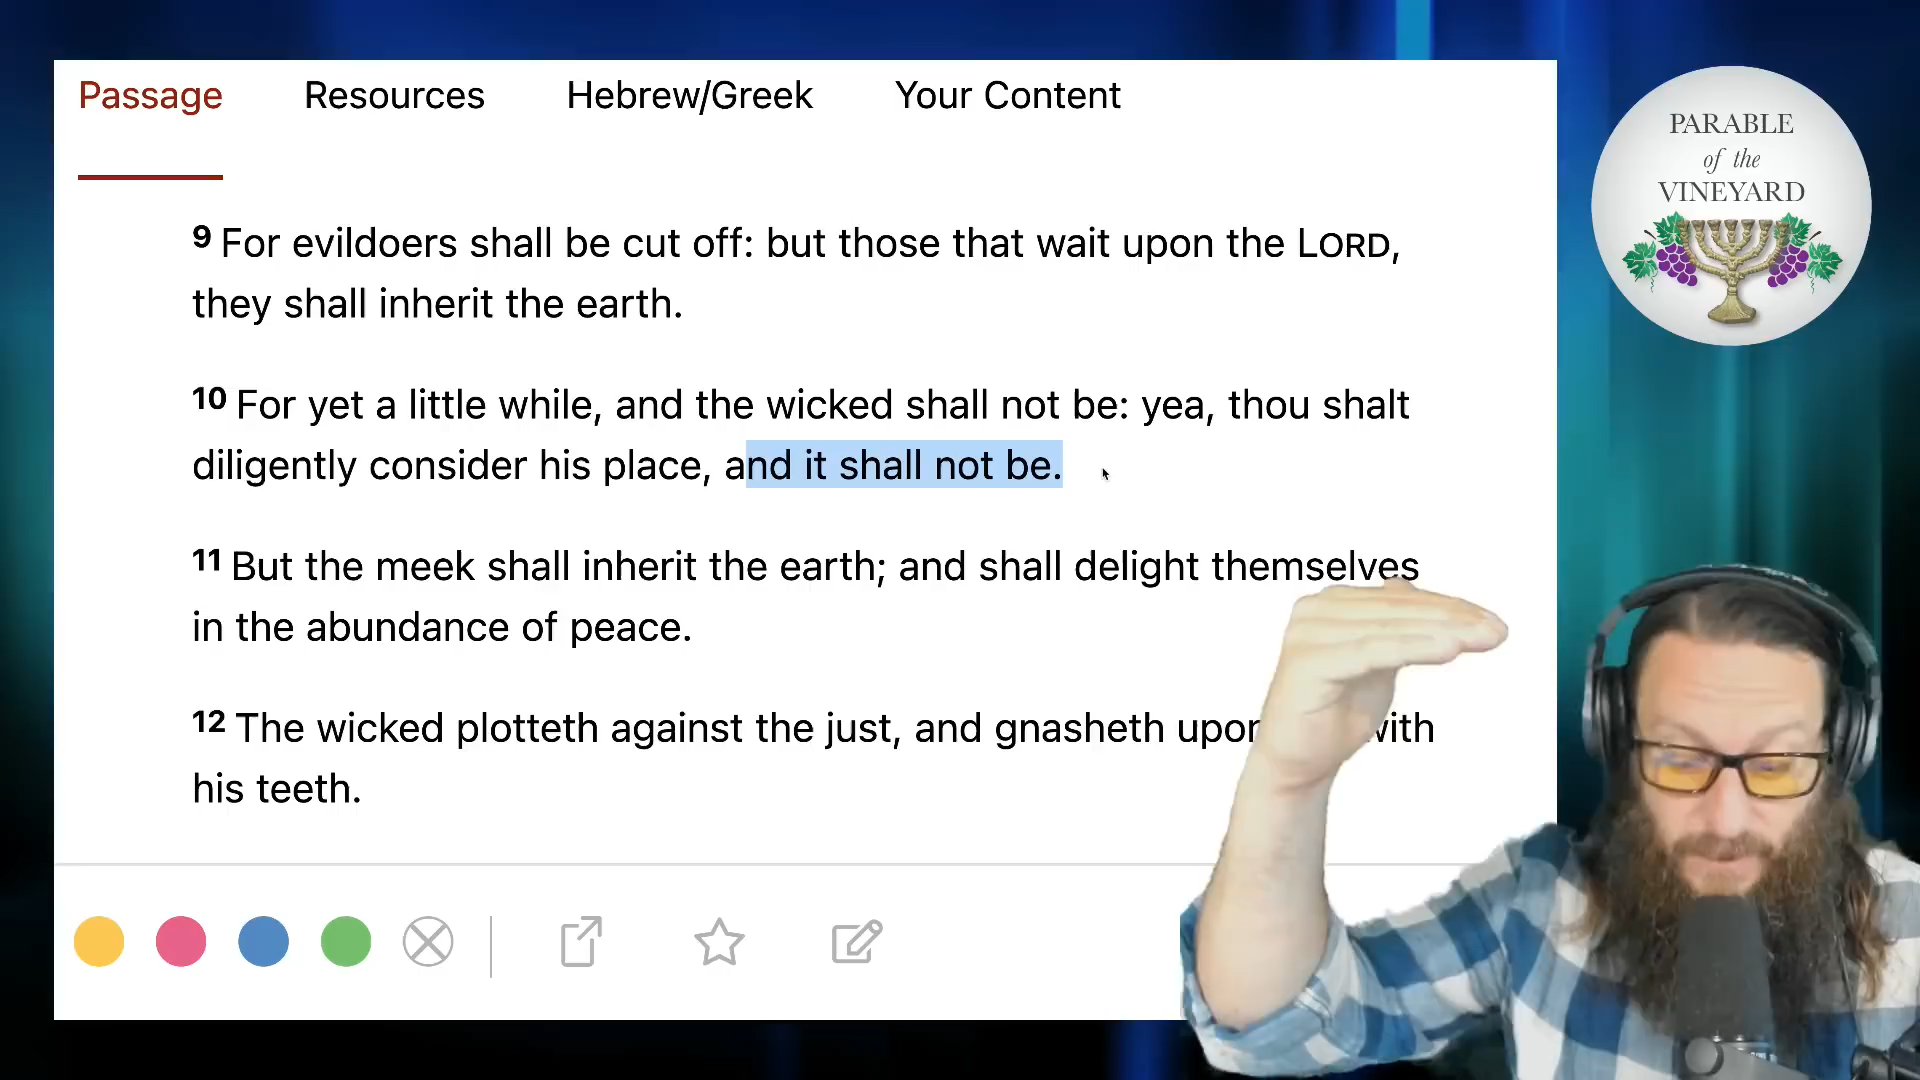 Passage Resources Hebrew/Greek Your Content
9 For evildoers shall be cut off: but those that wait upon the LORD,
they shall inherit the earth.
10 For yet a little while, and the wicked shall not be: yea, thou shalt
diligently consider his place, and it shall not be.
11 But the meek shall inherit the earth; and shall delight themselves
in the abundance of peace.
12 The wicked plotteth against the just, and gnasheth with
his teeth.
PARABLE
of the
VINEYARD